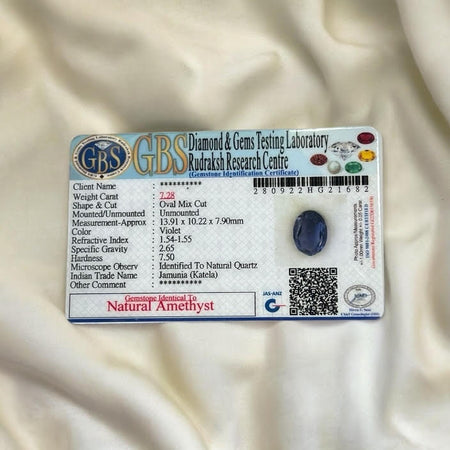 GBS
GBS Diamond & Gems Testing Laboratory
Rudraksh Research Centre
(Gemstone Identification Certificate)
Client Name : **********
Weight Carat : 7.28
Shape & Cut : Oval Mix Cut
Mounted/Unmounted : Unmounted
Measurement-Approx : 13.91 x 10.22 x 7.90mm
Color : Violet
Refractive Index : 1.54-1.55
Specific Gravity : 2.65
Hardness : 7.50
Microscope Observ : Identified To Natural Quartz
Indian Trade Name : Jamunia (Katela)
Other Comment : **********
Gemstone Identical To
Natural Amethyst
280922HG21682
JAS-ANZ